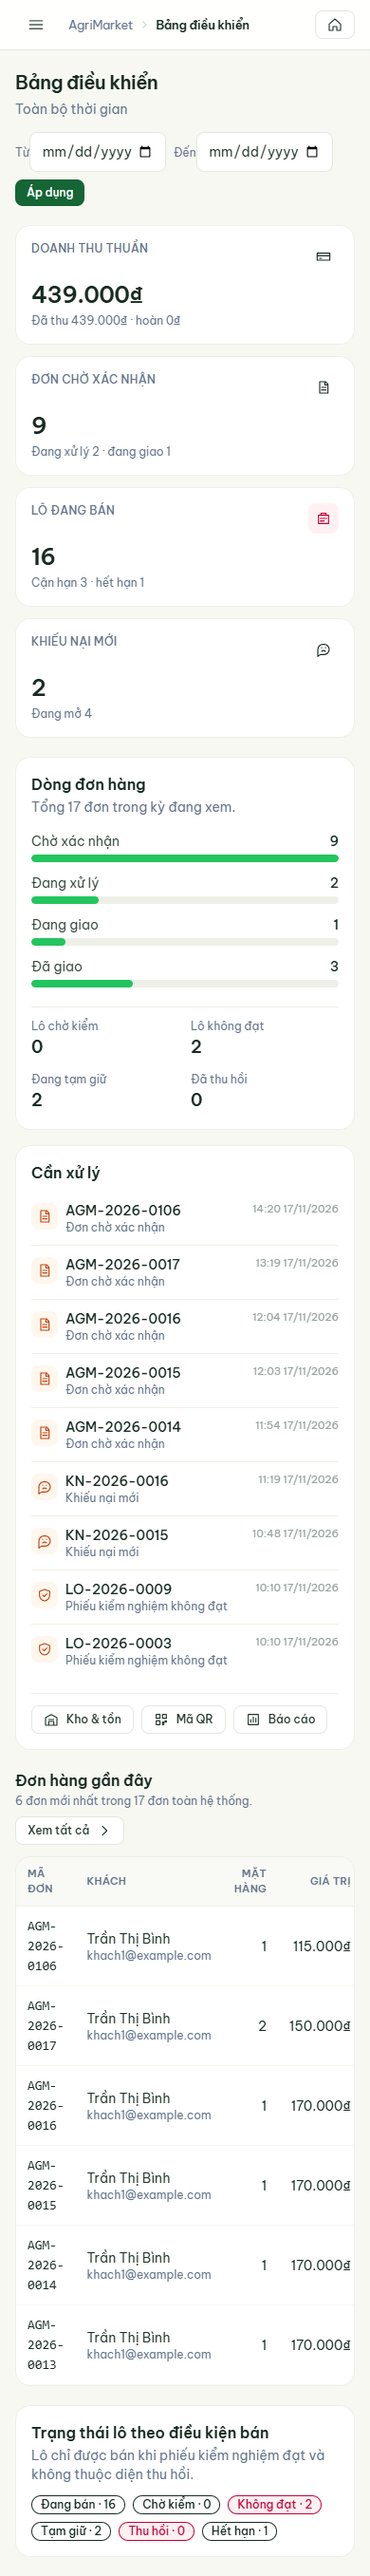 AgriMarket > Bảng điều khiển
Bảng điều khiển
Toàn bộ thời gian
Từ mm/dd/yyyy Đến mm/dd/yyyy
Áp dụng
DOANH THU THUẦN
439.000₫
Đã thu 439.000₫ · hoàn 0₫
ĐƠN CHỜ XÁC NHẬN
9
Đang xử lý 2 · đang giao 1
LÔ ĐANG BÁN
16
Cận hạn 3 · hết hạn 1
KHIẾU NẠI MỚI
2
Đang mở 4
Dòng đơn hàng
Tổng 17 đơn trong kỳ đang xem.
Chờ xác nhận 9
Đang xử lý 2
Đang giao 1
Đã giao 3
Lô chờ kiểm Lô không đạt
0 2
Đang tạm giữ Đã thu hồi
2 0
Cần xử lý
AGM-2026-0106 14:20 17/11/2026
Đơn chờ xác nhận
AGM-2026-0017 13:19 17/11/2026
Đơn chờ xác nhận
AGM-2026-0016 12:04 17/11/2026
Đơn chờ xác nhận
AGM-2026-0015 12:03 17/11/2026
Đơn chờ xác nhận
AGM-2026-0014 11:54 17/11/2026
Đơn chờ xác nhận
KN-2026-0016 11:19 17/11/2026
Khiếu nại mới
KN-2026-0015 10:48 17/11/2026
Khiếu nại mới
LO-2026-0009 10:10 17/11/2026
Phiếu kiểm nghiệm không đạt
LO-2026-0003 10:10 17/11/2026
Phiếu kiểm nghiệm không đạt
Kho & tồn Mã QR Báo cáo
Đơn hàng gần đây
6 đơn mới nhất trong 17 đơn toàn hệ thống.
Xem tất cả
MÃ ĐƠN KHÁCH MẶT HÀNG GIÁ TRỊ
AGM-2026-0106 Trần Thị Bình khach1@example.com 1 115.000₫
AGM-2026-0017 Trần Thị Bình khach1@example.com 2 150.000₫
AGM-2026-0016 Trần Thị Bình khach1@example.com 1 170.000₫
AGM-2026-0015 Trần Thị Bình khach1@example.com 1 170.000₫
AGM-2026-0014 Trần Thị Bình khach1@example.com 1 170.000₫
AGM-2026-0013 Trần Thị Bình khach1@example.com 1 170.000₫
Trạng thái lô theo điều kiện bán
Lô chỉ được bán khi phiếu kiểm nghiệm đạt và
không thuộc diện thu hồi.
Đang bán · 16 Chờ kiểm · 0 Không đạt · 2
Tạm giữ · 2 Thu hồi · 0 Hết hạn · 1